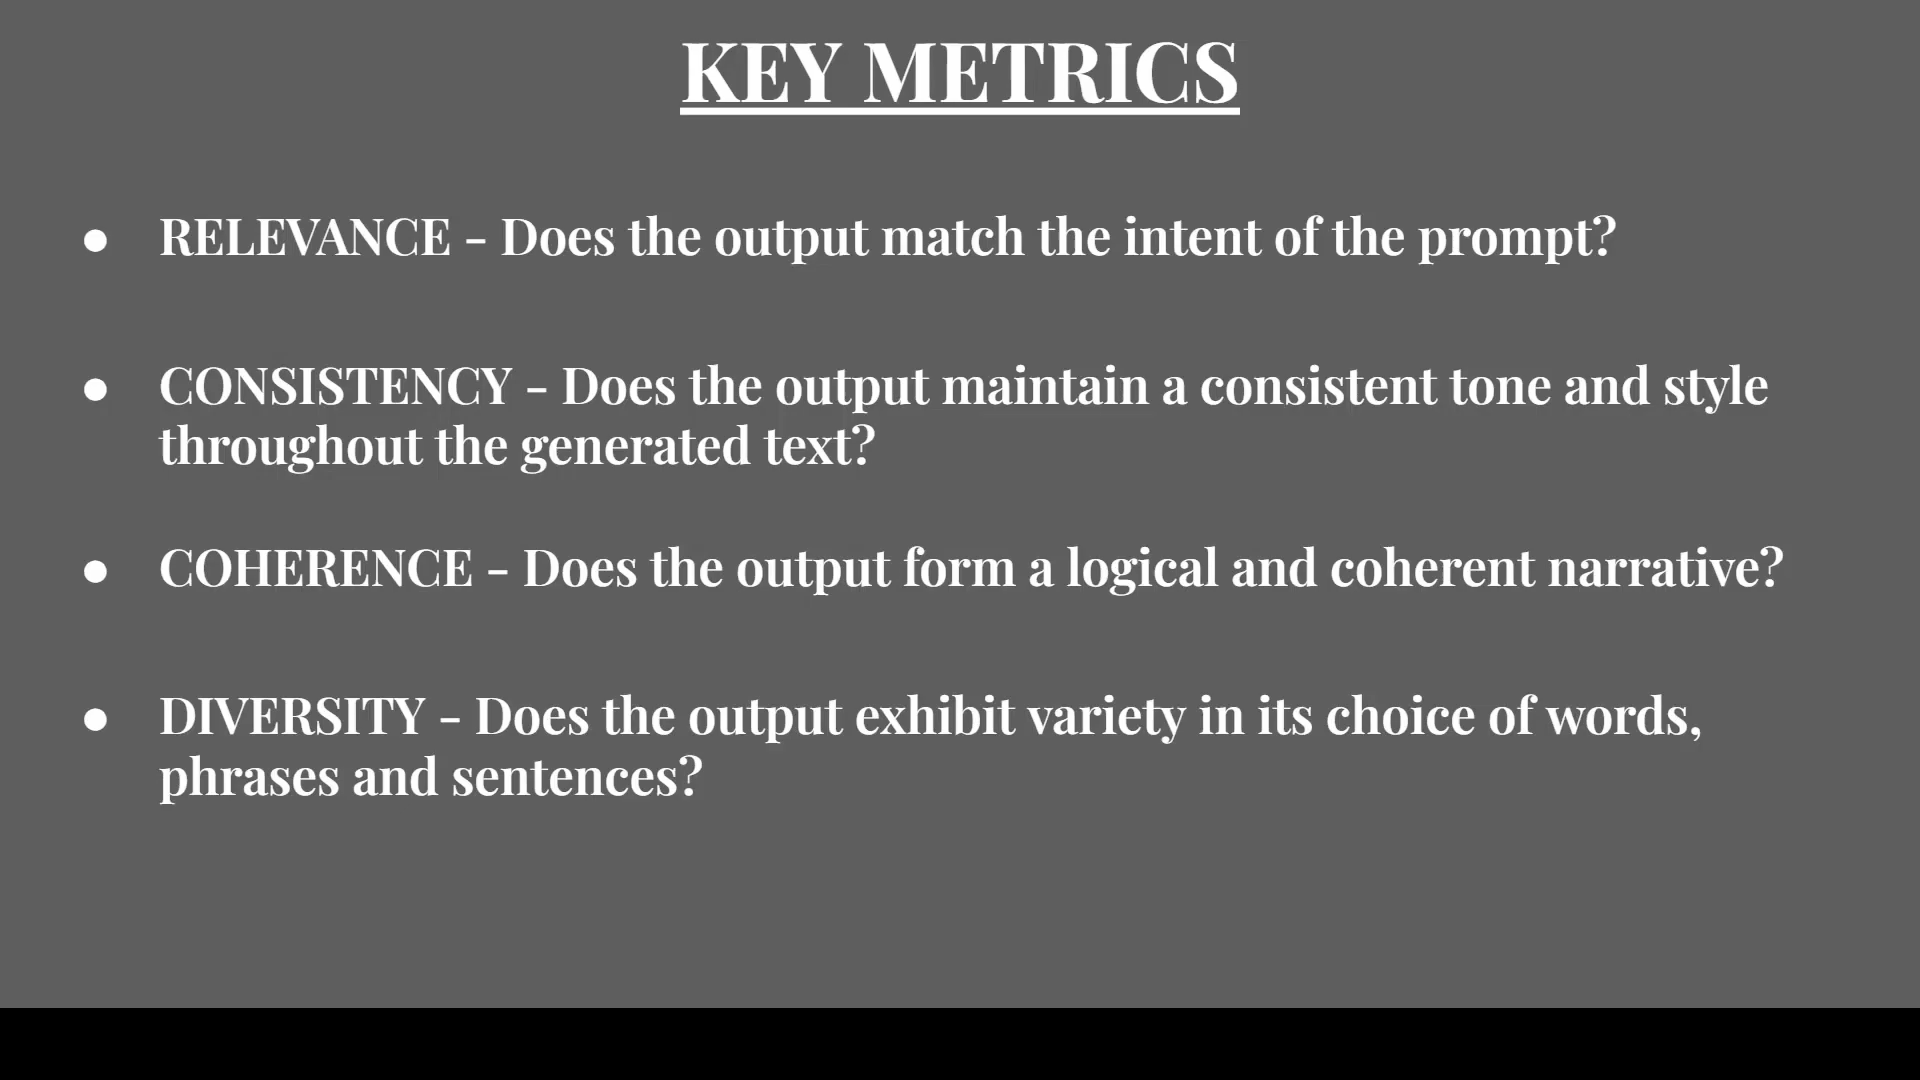 KEY METRICS
● RELEVANCE - Does the output match the intent of the prompt?
● CONSISTENCY - Does the output maintain a consistent tone and style
throughout the generated text?
● COHERENCE - Does the output form a logical and coherent narrative?
● DIVERSITY - Does the output exhibit variety in its choice of words,
phrases and sentences?